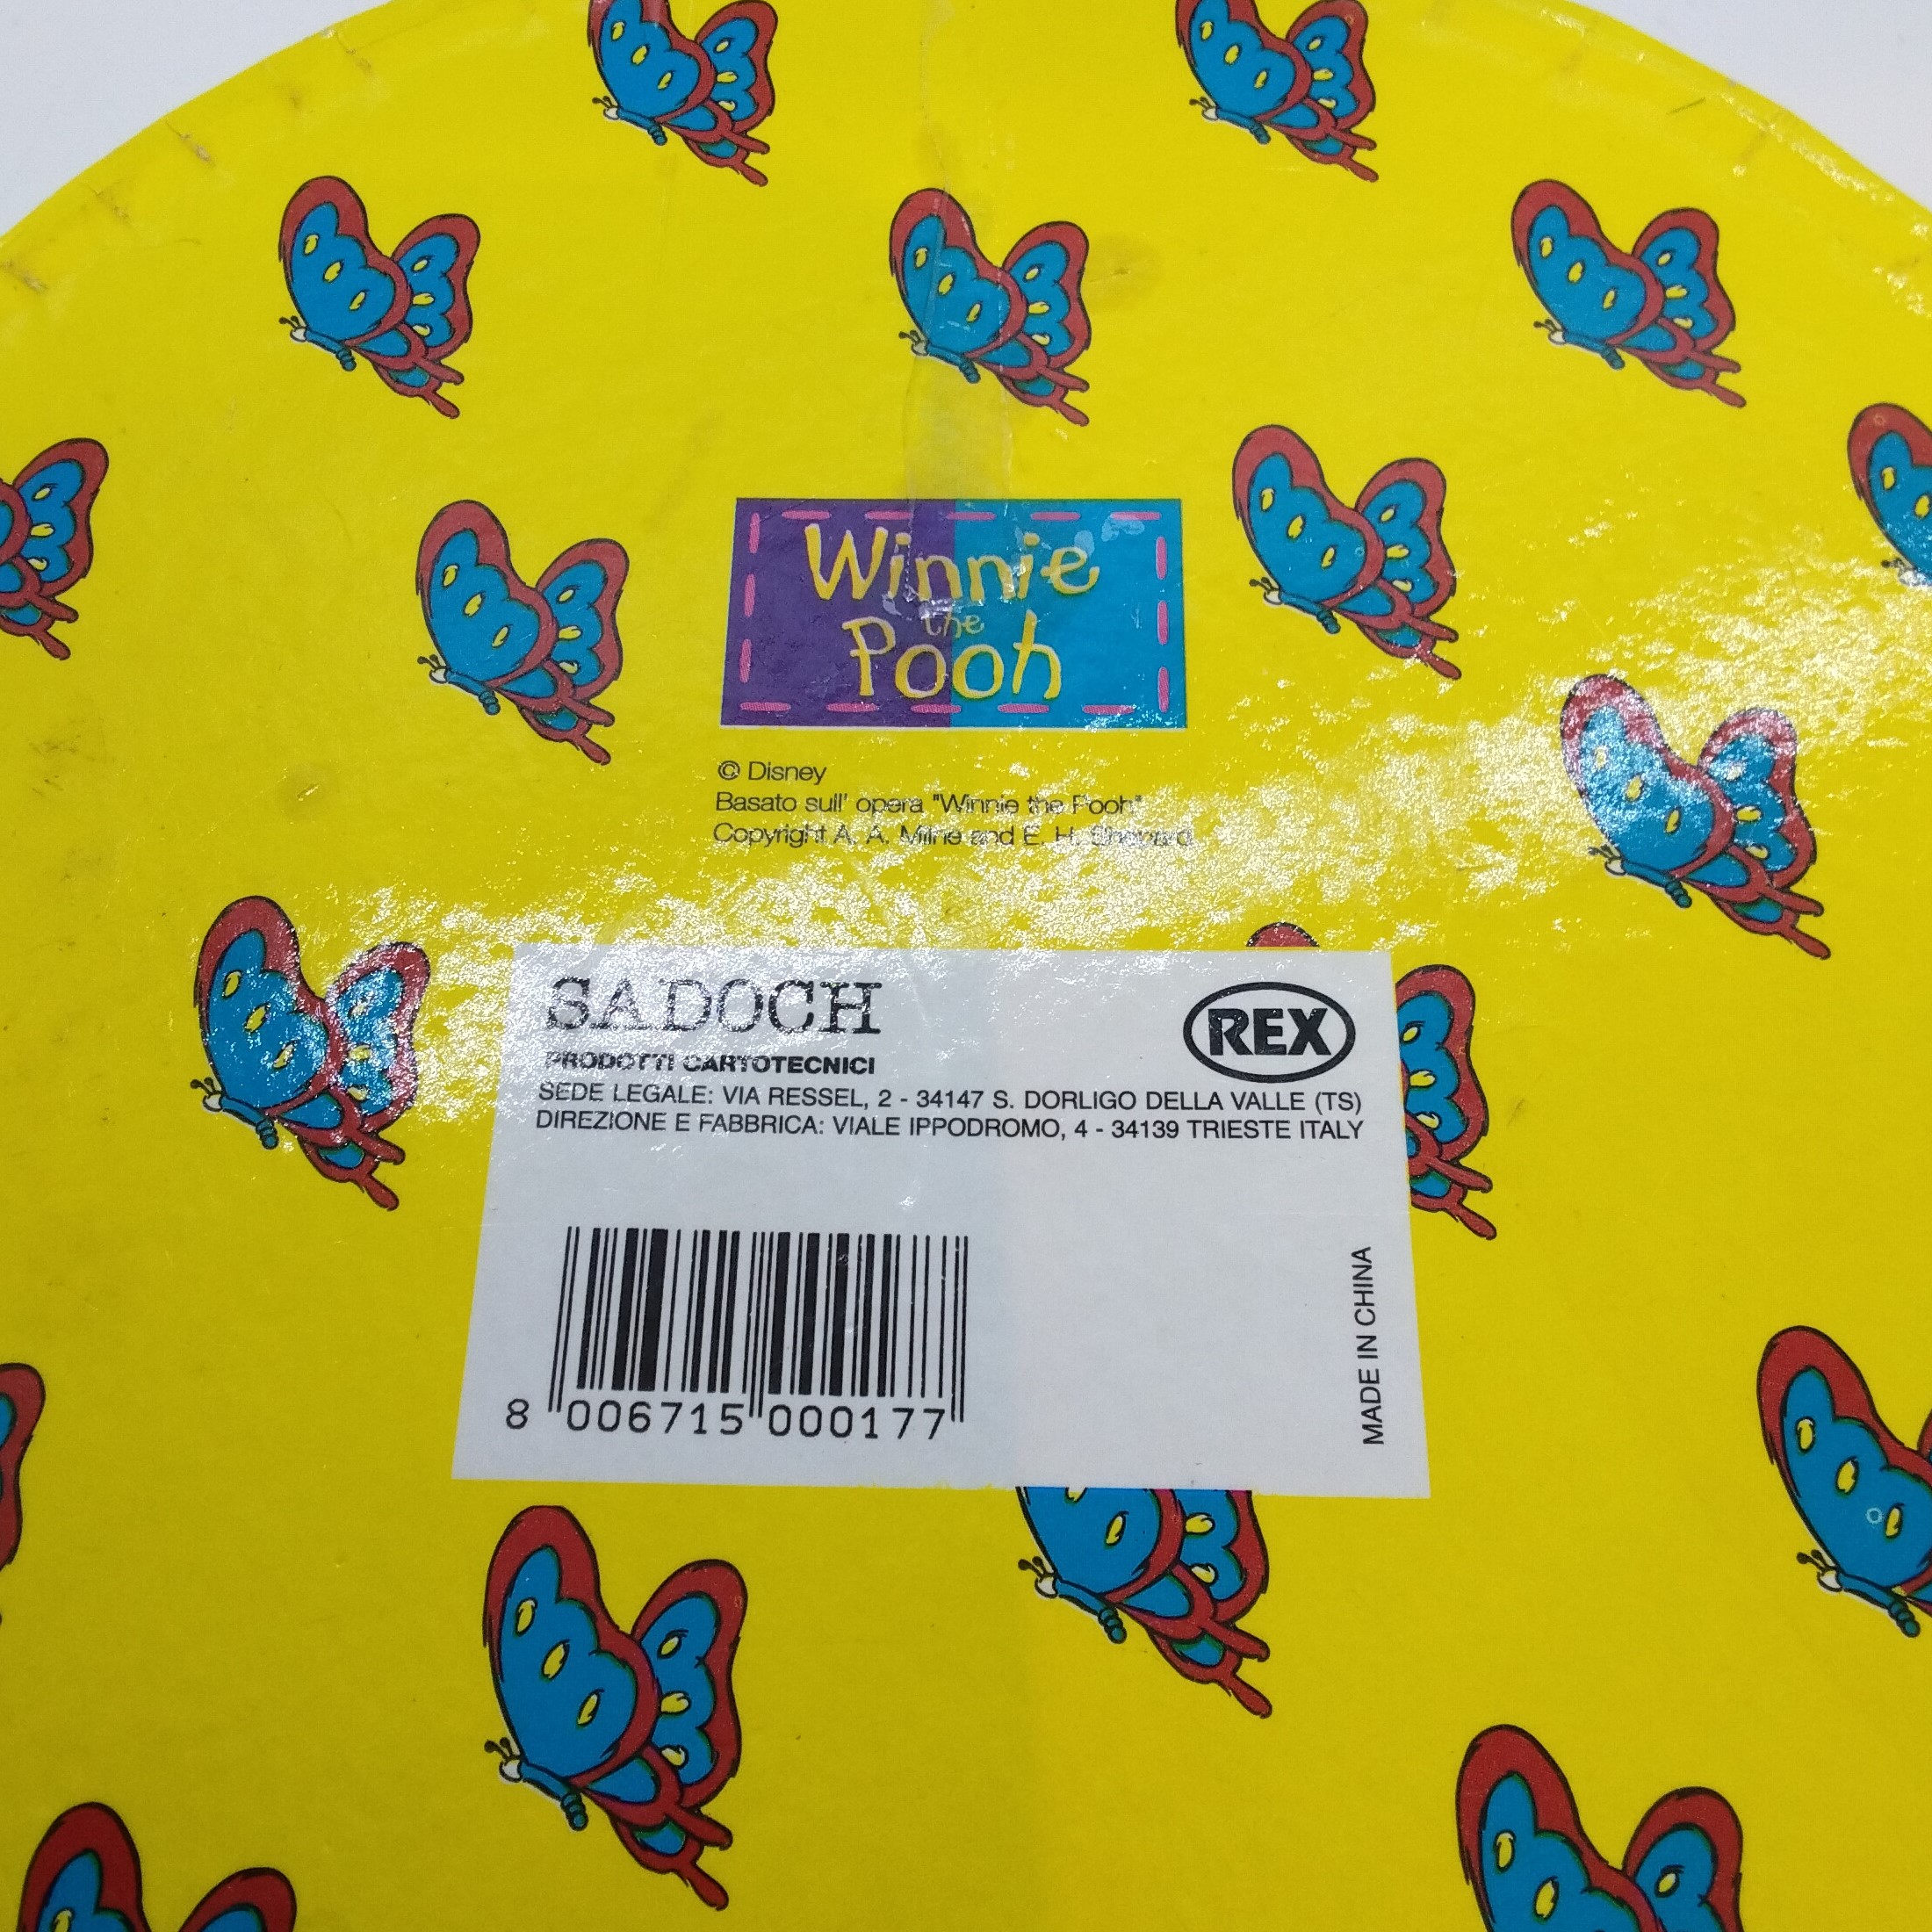 Winnie
the
Pooh
© Disney
Basato sull' opera "Winnie the Pooh"
Copyright A. A. Milne and E. H. Shepard
SADOCH
REX
PRODOTTI CARTOTECNICI
SEDE LEGALE: VIA RESSEL, 2 - 34147 S. DORLIGO DELLA VALLE (TS)
DIREZIONE E FABBRICA: VIALE IPPODROMO, 4 - 34139 TRIESTE ITALY
MADE IN CHINA
8 006715 000177